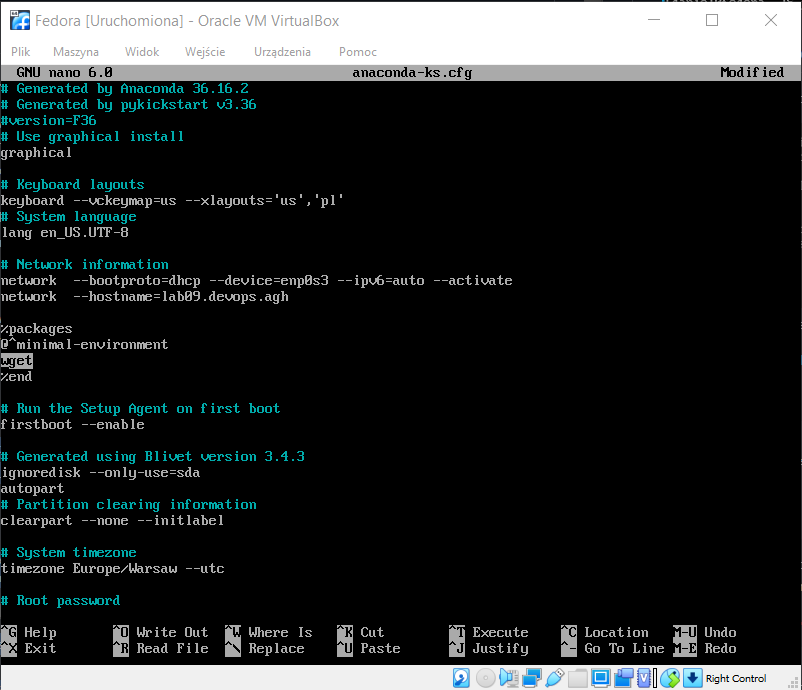 Fedora [Uruchomiona] - Oracle VM VirtualBox
Plik Maszyna Widok Wejście Urządzenia Pomoc
GNU nano 6.0 anaconda-ks.cfg Modified
# Generated by Anaconda 36.16.2
# Generated by pykickstart v3.36
#version=F36
# Use graphical install
graphical
# Keyboard layouts
keyboard --vckeymap=us --xlayouts='us','pl'
# System language
lang en_US.UTF-8
# Network information
network  --bootproto=dhcp --device=enp0s3 --ipv6=auto --activate
network  --hostname=lab09.devops.agh
%packages
@^minimal-environment
wget
%end
# Run the Setup Agent on first boot
firstboot --enable
# Generated using Blivet version 3.4.3
ignoredisk --only-use=sda
autopart
# Partition clearing information
clearpart --none --initlabel
# System timezone
timezone Europe/Warsaw --utc
# Root password
^G Help ^O Write Out ^W Where Is ^K Cut ^T Execute ^C Location M-U Undo
^X Exit ^R Read File ^\ Replace ^U Paste ^J Justify ^- Go To Line M-E Redo
Right Control